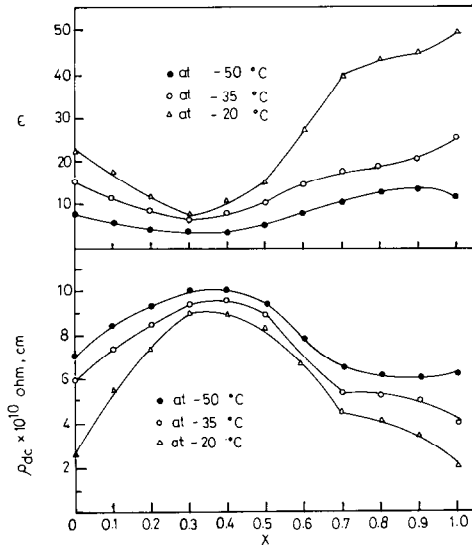 50
40
30
20
10
ϵ
● at -50 °C
○ at -35 °C
△ at -20 °C
10
8
6
4
2
ρdc × 10^10 ohm, cm
● at -50 °C
○ at -35 °C
△ at -20 °C
0 0.1 0.2 0.3 0.4 0.5 0.6 0.7 0.8 0.9 1.0
X